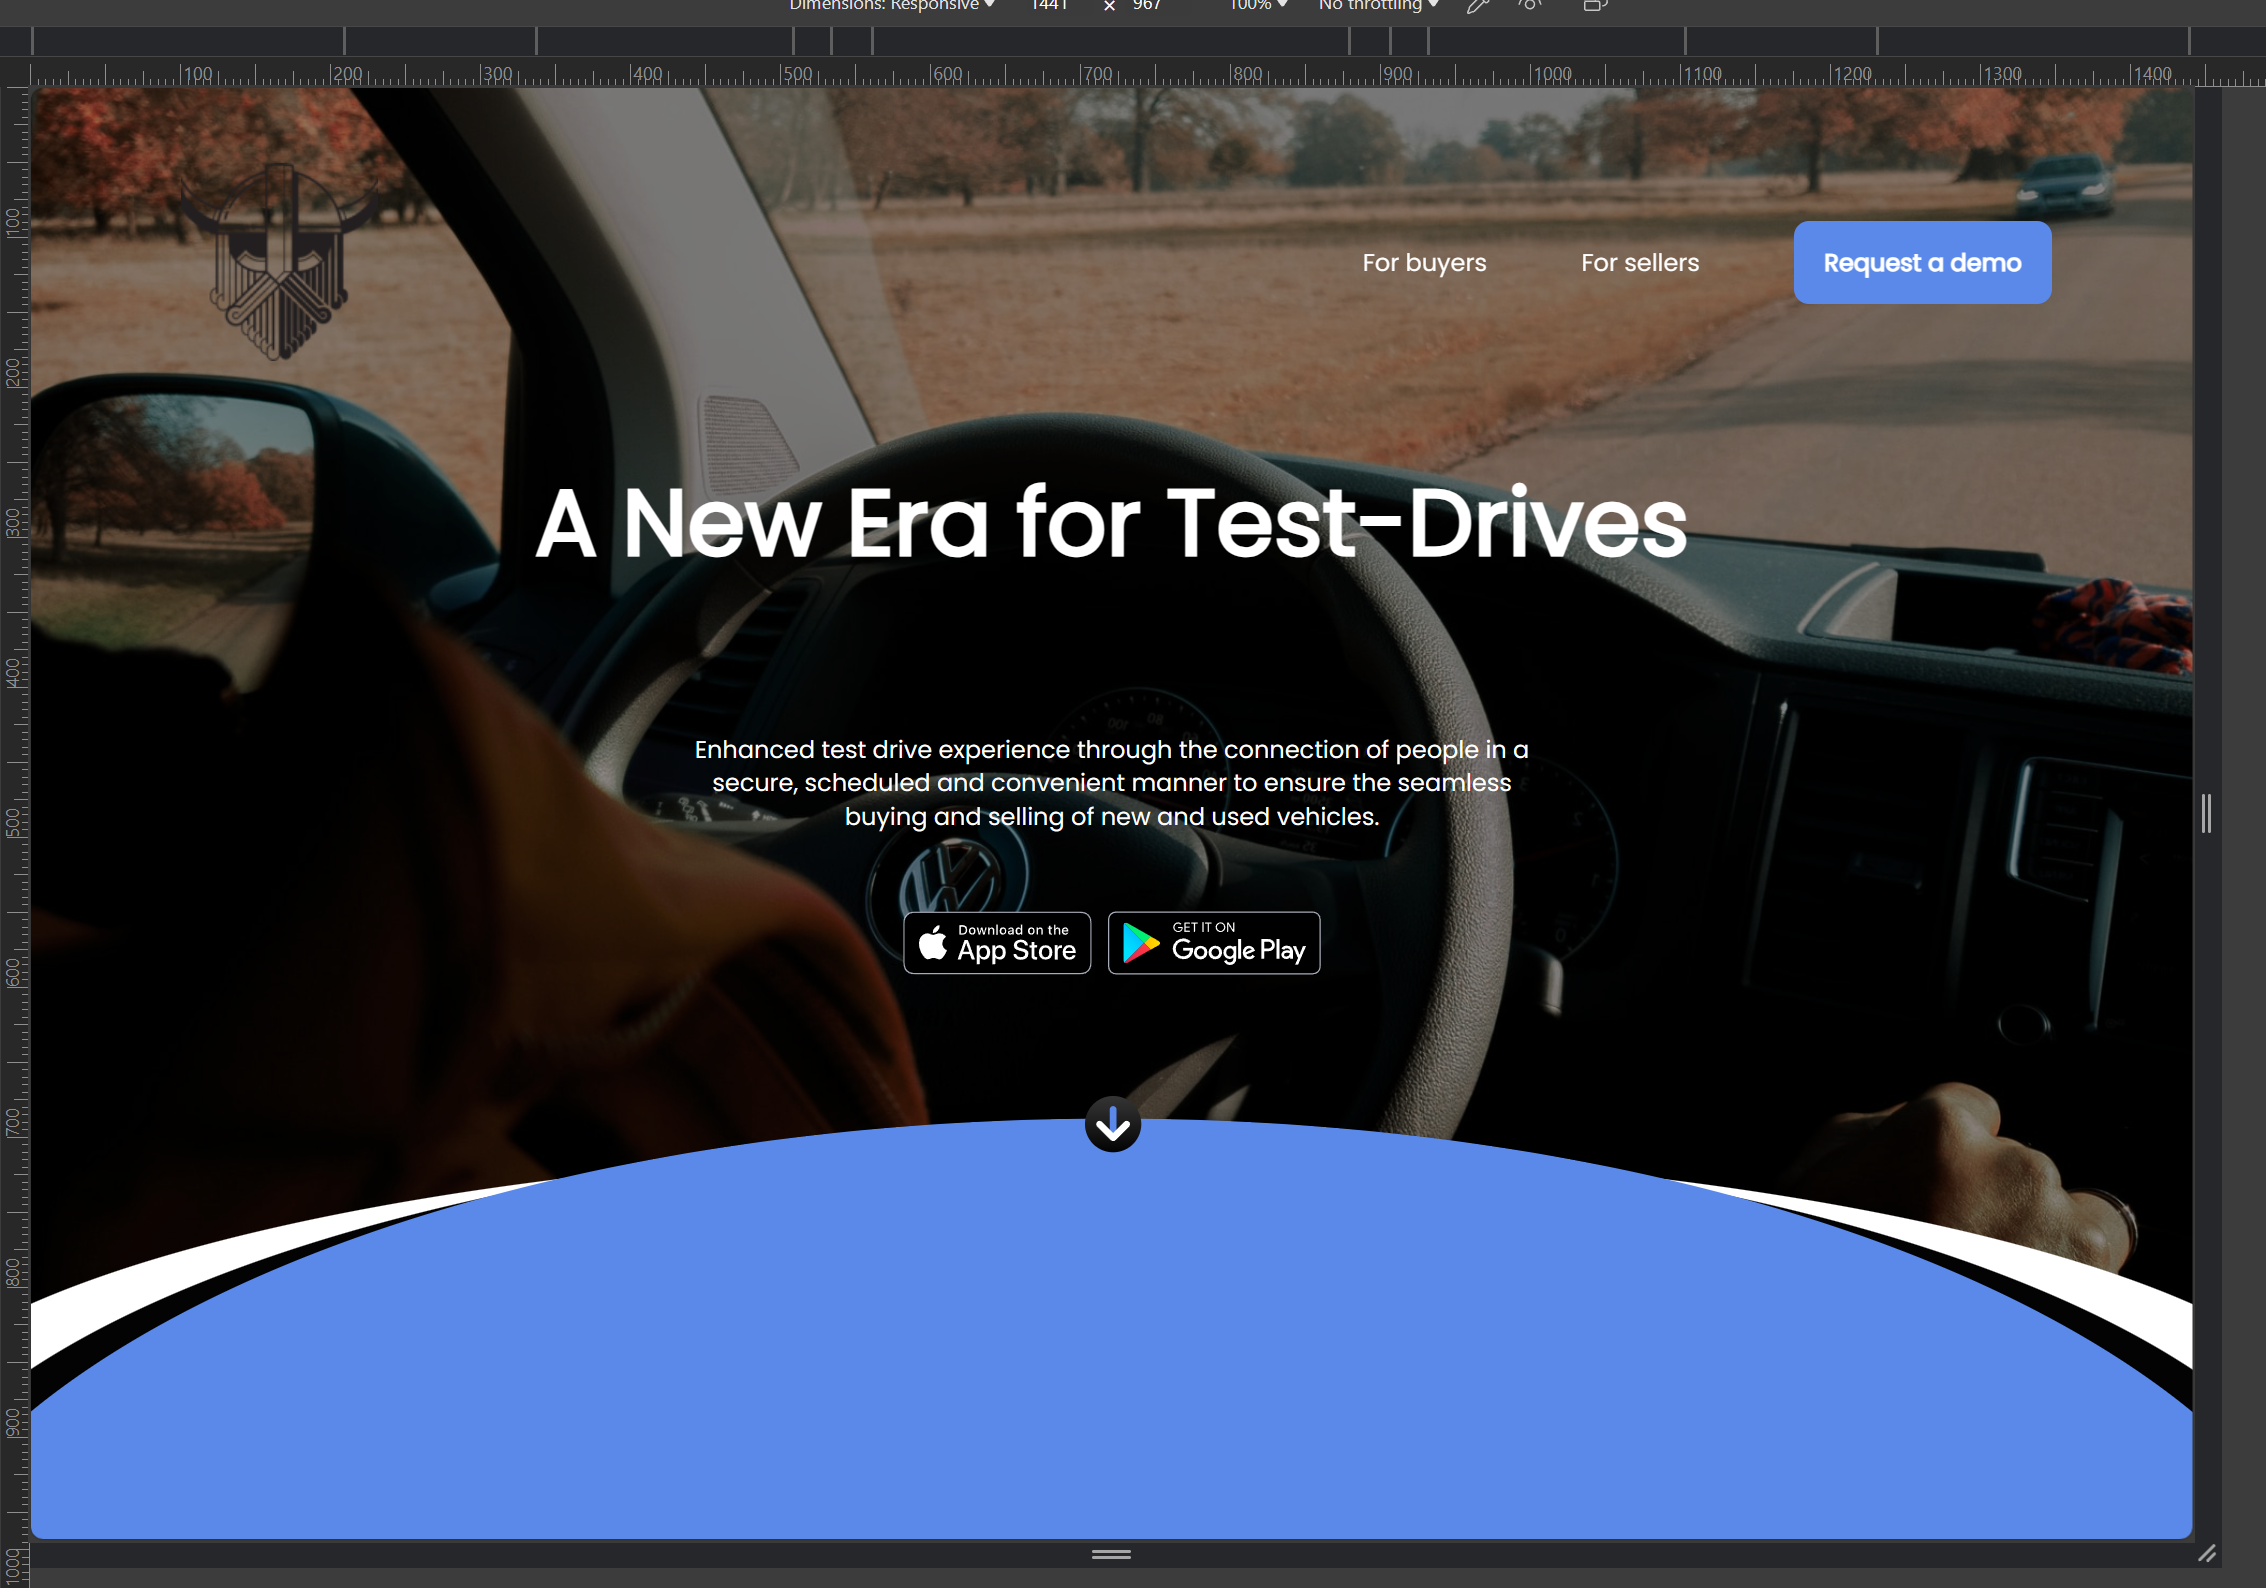 Dimensions: Responsive 1441 × 967 100% No throttling
100 200 300 400 500 600 700 800 900 1000 1100 1200 1300 1400
100
200
300
400
500
600
700
800
900
1000
For buyers For sellers Request a demo
A New Era for Test-Drives
Enhanced test drive experience through the connection of people in a
secure, scheduled and convenient manner to ensure the seamless
buying and selling of new and used vehicles.
Download on the
App Store
GET IT ON
Google Play